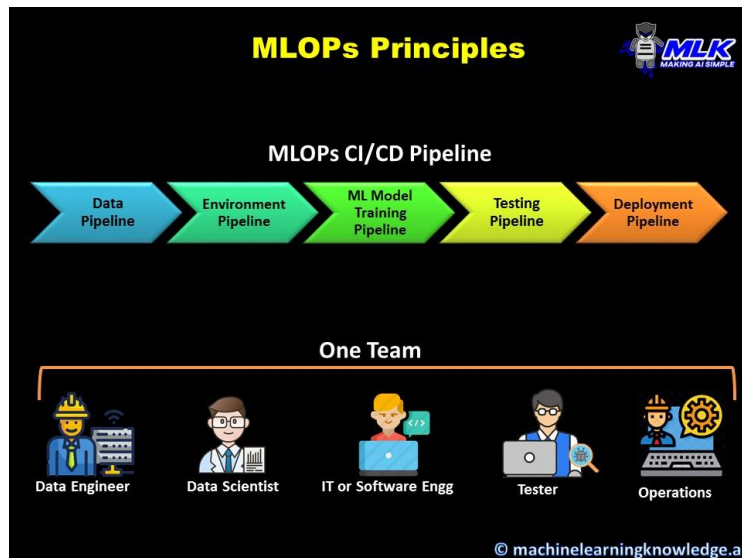 MLOPs Principles
MLK
MAKING AI SIMPLE
MLOPs CI/CD Pipeline
Data
Pipeline
Environment
Pipeline
ML Model
Training
Pipeline
Testing
Pipeline
Deployment
Pipeline
One Team
</>
Data Engineer
Data Scientist
IT or Software Engg
Tester
Operations
© machinelearningknowledge.a